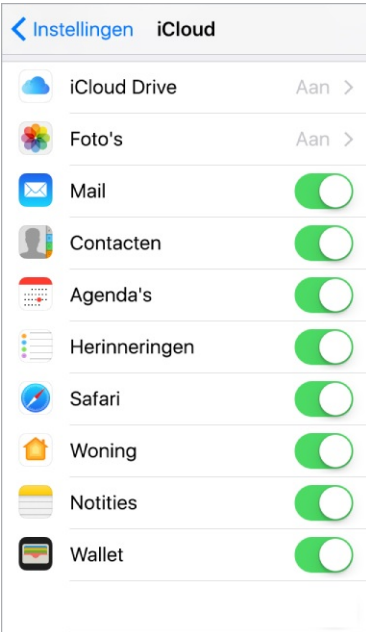 Instellingen iCloud
iCloud Drive Aan
Foto's Aan
Mail
Contacten
Agenda's
Herinneringen
Safari
Woning
Notities
Wallet